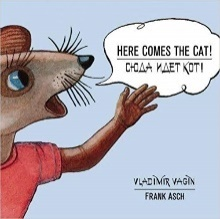 HERE COMES THE CAT!
СЮДА ИДЕТ КОТ!
VLADIMIR VAGIN
FRANK ASCH